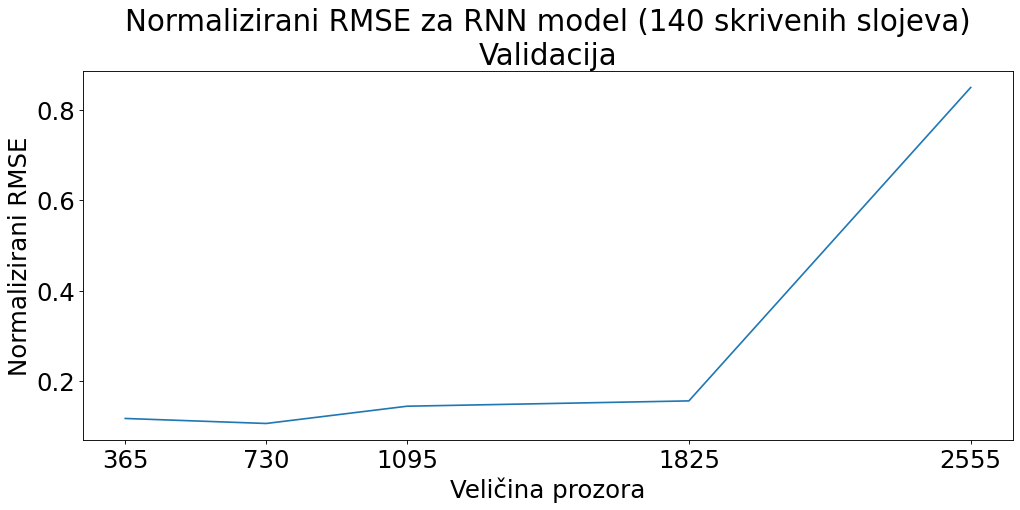 Normalizirani RMSE za RNN model (140 skrivenih slojeva)
Validacija
Normalizirani RMSE
0.8
0.6
0.4
0.2
365 730 1095 1825 2555
Veličina prozora